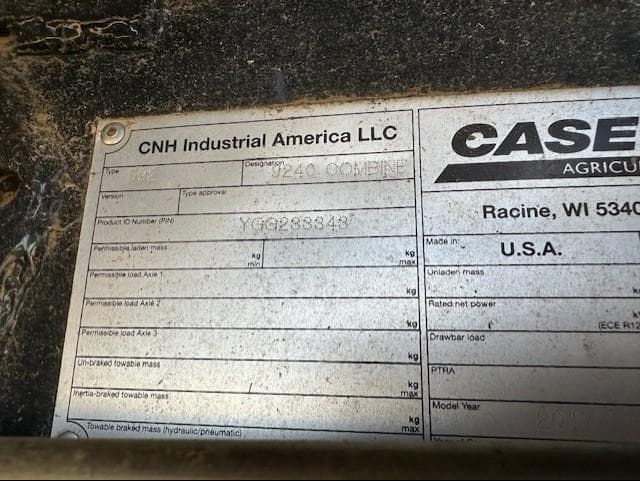 CNH Industrial America LLC
CASE
AGRICU
Type
Designation 9240 COMBINE
Version
Type approval
Racine, WI 5340
Product ID Number (PIN) YGG233348
Made in: U.S.A.
Permissible laden mass
kg min
kg max
Unladen mass
Permissible load Axle 1
kg
Rated net power
(ECE R12
Permissible load Axle 2
kg
Drawbar load
Permissible load Axle 3
kg
PTRA
Un-braked towable mass
kg max
Model Year
Inertia-braked towable mass
kg max
Towable braked mass (hydraulic/pneumatic)